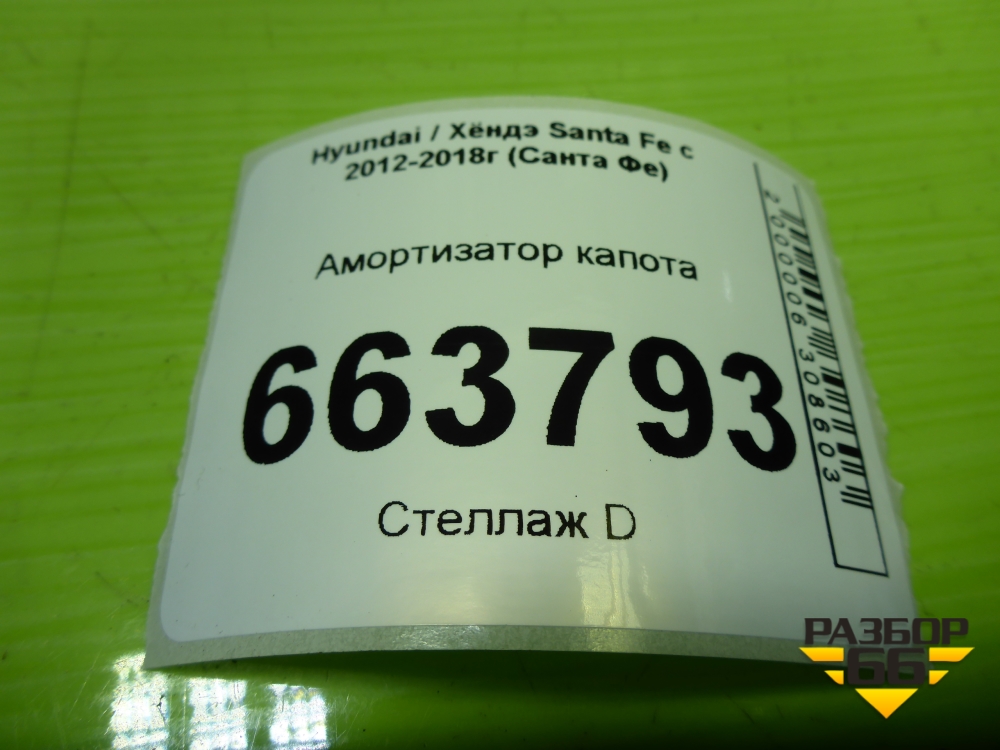 Hyundai / Хёндэ Santa Fe с
2012-2018г (Санта Фе)
Амортизатор капота
663793
Стеллаж D
2000006308603
РАЗБОР
66